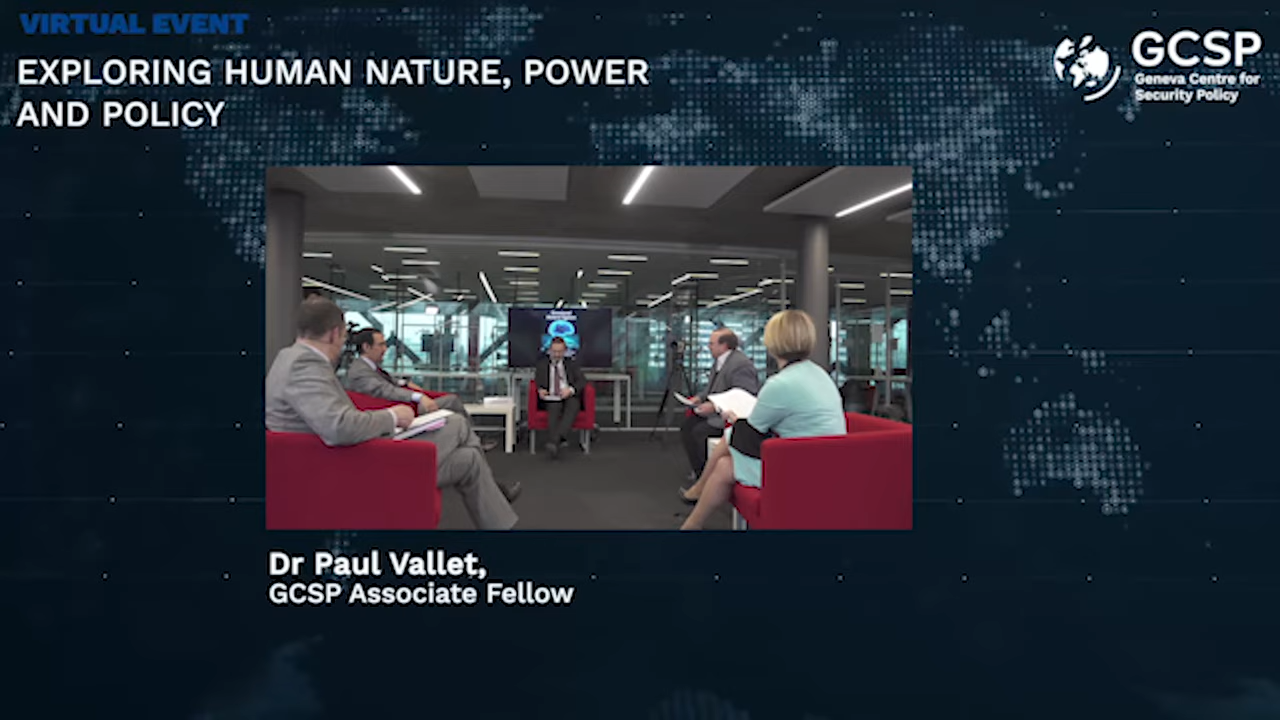 VIRTUAL EVENT
EXPLORING HUMAN NATURE, POWER
AND POLICY
GCSP
Geneva Centre for
Security Policy
Dr Paul Vallet,
GCSP Associate Fellow